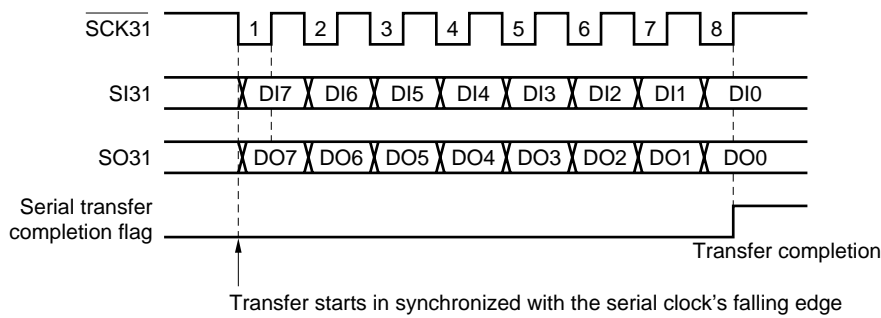 SCK31 1 2 3 4 5 6 7 8
SI31 DI7 DI6 DI5 DI4 DI3 DI2 DI1 DI0
SO31 DO7 DO6 DO5 DO4 DO3 DO2 DO1 DO0
Serial transfer
completion flag
Transfer completion
Transfer starts in synchronized with the serial clock's falling edge